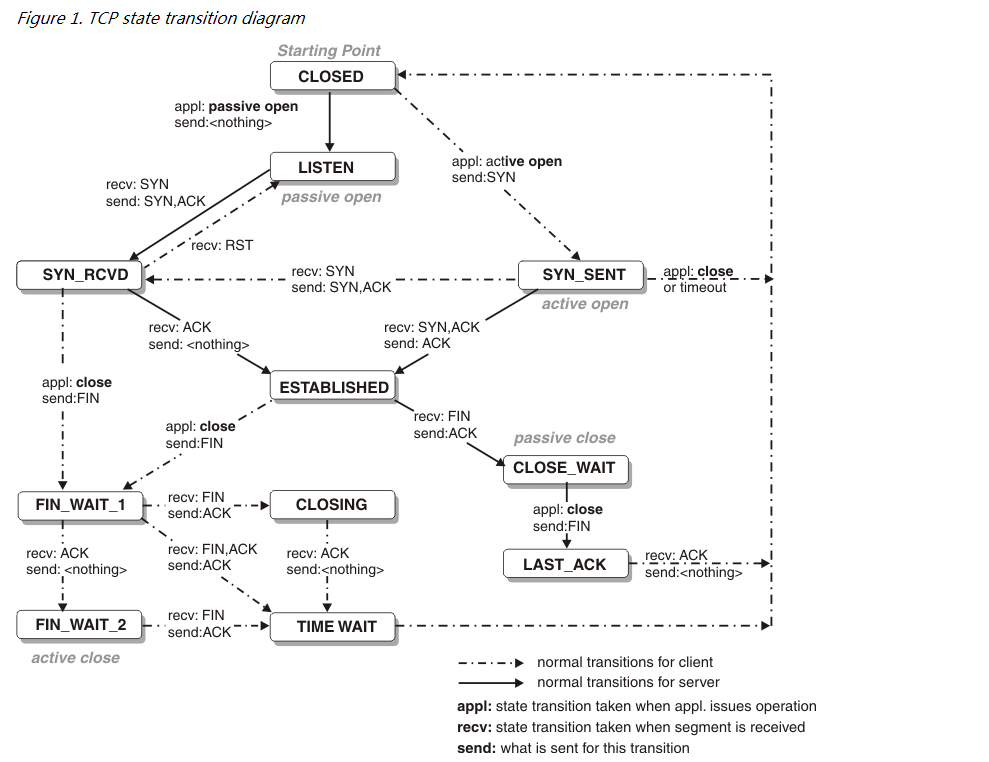 Figure 1. TCP state transition diagram
Starting Point
CLOSED
appl: passive open
send:<nothing>
appl: active open
send:SYN
LISTEN
passive open
recv: SYN
send: SYN,ACK
recv: RST
SYN_RCVD
recv: SYN
send: SYN,ACK
SYN_SENT
active open
appl: close
or timeout
recv: ACK
send: <nothing>
recv: SYN,ACK
send: ACK
appl: close
send:FIN
ESTABLISHED
appl: close
send:FIN
recv: FIN
send:ACK
passive close
CLOSE_WAIT
appl: close
send:FIN
LAST_ACK
recv: ACK
send:<nothing>
FIN_WAIT_1
recv: FIN
send:ACK
CLOSING
recv: ACK
send: <nothing>
recv: FIN,ACK
send:ACK
recv: ACK
send:<nothing>
FIN_WAIT_2
active close
recv: FIN
send:ACK
TIME WAIT
normal transitions for client
normal transitions for server
appl: state transition taken when appl. issues operation
recv: state transition taken when segment is received
send: what is sent for this transition